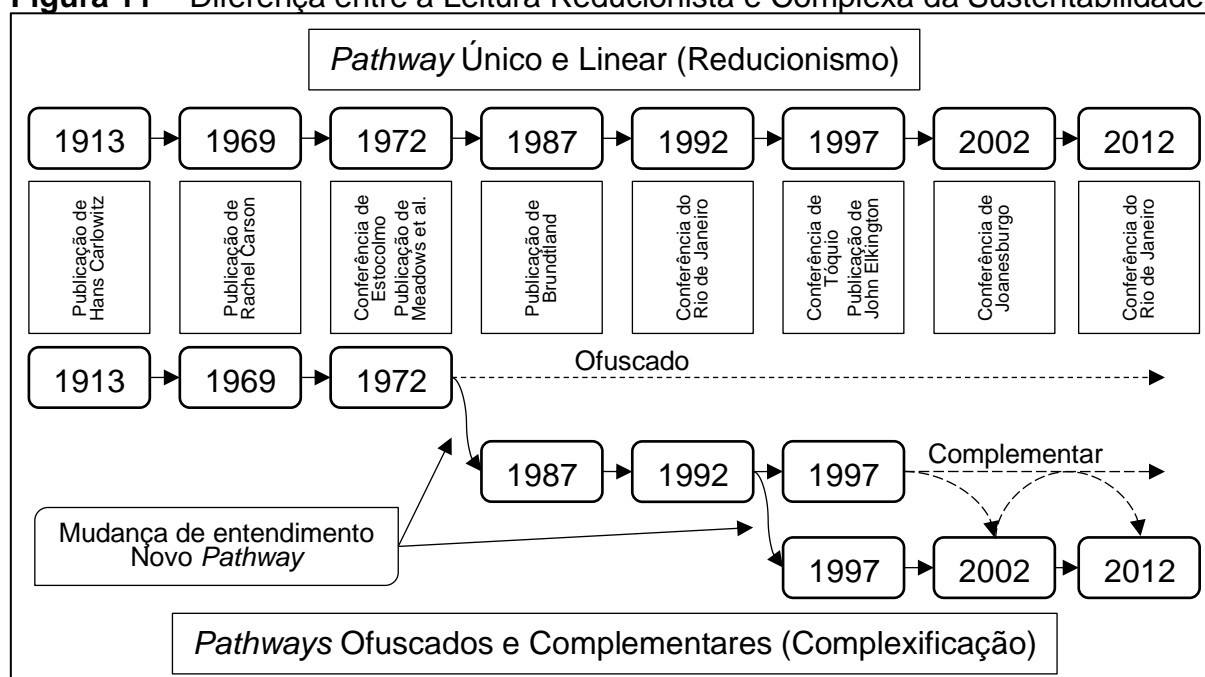 Figura 11 – Diferença entre a Leitura Reducionista e Complexa da Sustentabilidade
Pathway Único e Linear (Reducionismo)
1913
1969
1972
1987
1992
1997
2002
2012
Publicação de
Hans Carlowitz
Publicação de
Rachel Carson
Conferência de
Estocolmo
Publicação de
Meadows et al.
Publicação de
Brundtland
Conferência do
Rio de Janeiro
Conferência de
Tóquio
Publicação de
John Elkington
Conferência de
Joanesburgo
Conferência do
Rio de Janeiro
1913
1969
1972
Ofuscado
1987
1992
1997
Complementar
Mudança de entendimento
Novo Pathway
1997
2002
2012
Pathways Ofuscados e Complementares (Complexificação)